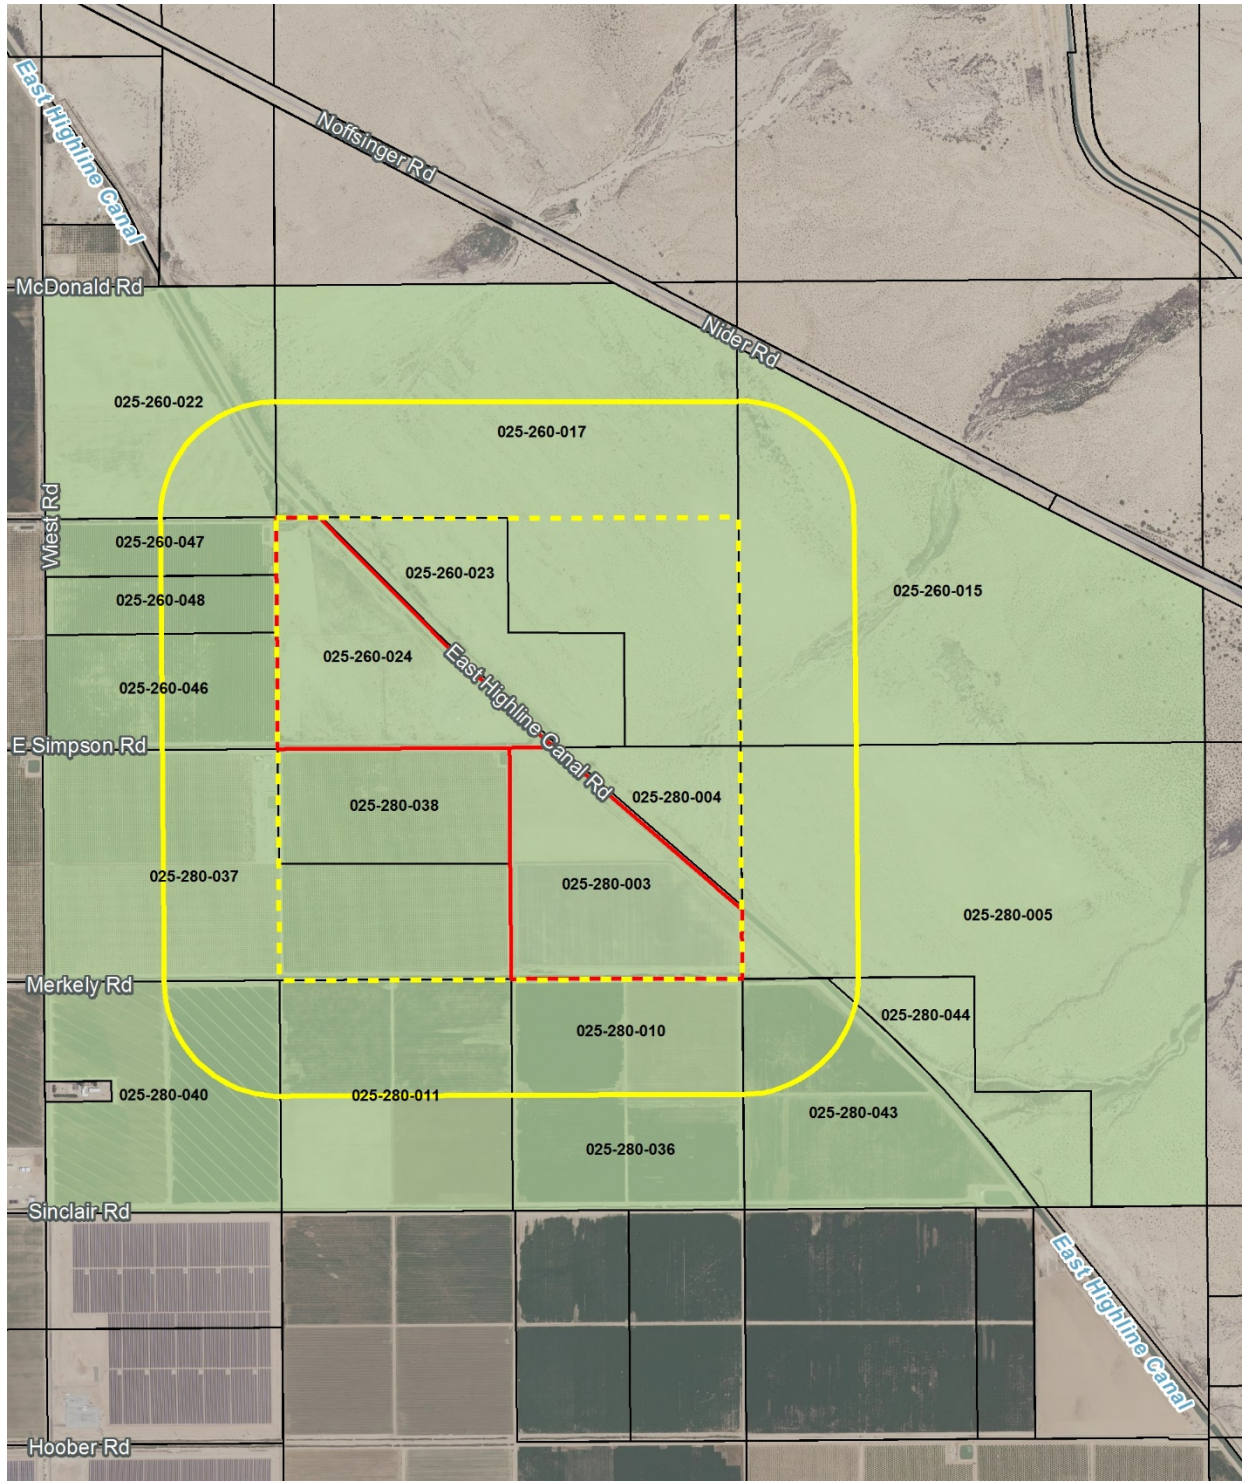 East Highline Canal
Noffsinger Rd
McDonald Rd
Nider Rd
025-260-022
025-260-017
Wiest Rd
025-260-047
025-260-023
025-260-048
025-260-015
025-260-024
025-260-046
East Highline Canal Rd
E Simpson Rd
025-280-038
025-280-004
025-280-037
025-280-003
025-280-005
Merkely Rd
025-280-044
025-280-010
025-280-040
025-280-011
025-280-043
025-280-036
Sinclair Rd
East Highline Canal
Hoober Rd